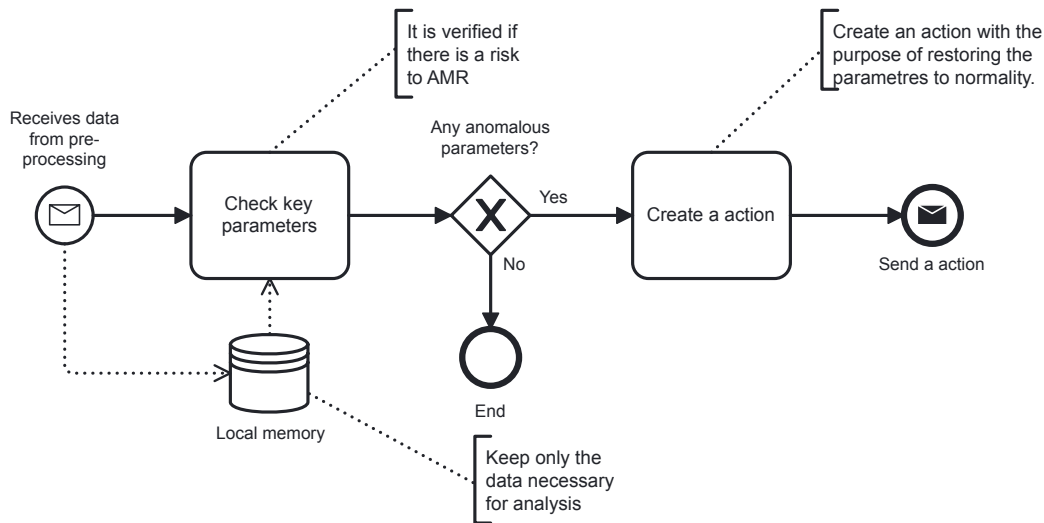 It is verified if
there is a risk
to AMR
Create an action with the
purpose of restoring the
parametres to normality.
Receives data
from pre-
processing
Any anomalous
parameters?
Check key
parameters
Yes
Create a action
No
Send a action
End
Local memory
Keep only the
data necessary
for analysis